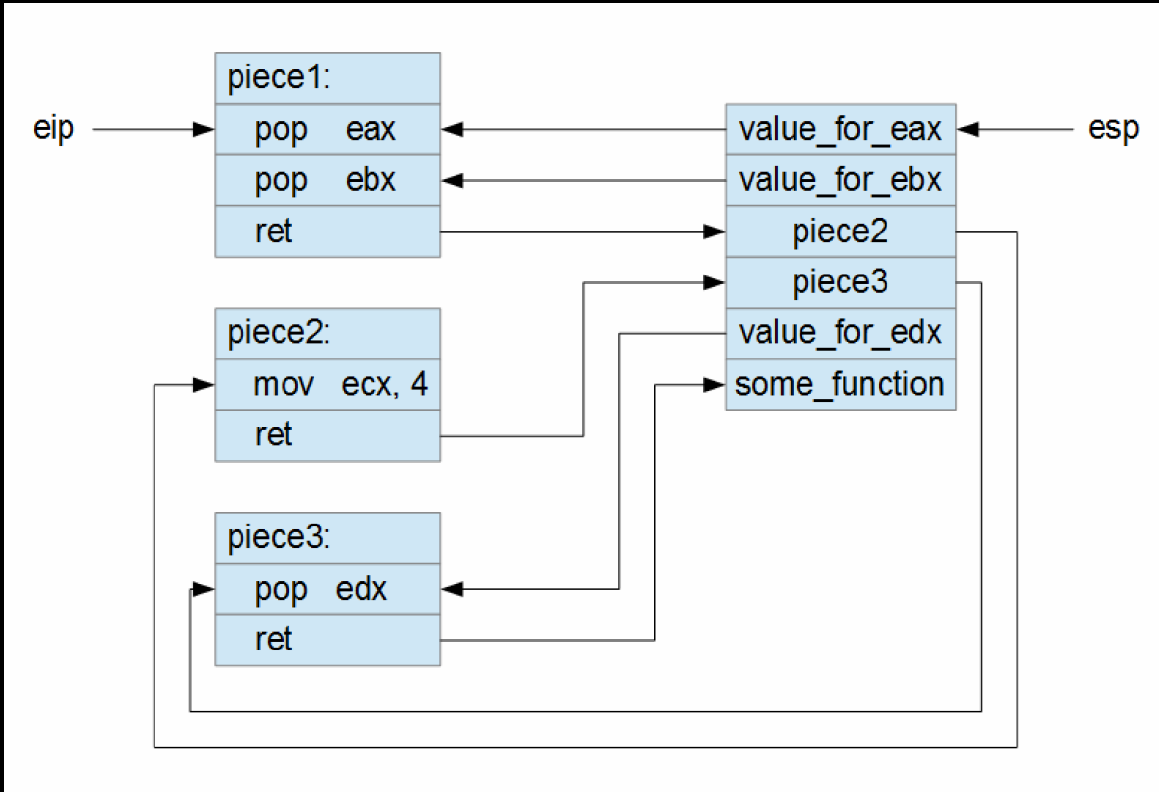 piece1:
eip
pop eax
value_for_eax
esp
pop ebx
value_for_ebx
ret
piece2
piece3
piece2:
value_for_edx
mov ecx, 4
some_function
ret
piece3:
pop edx
ret